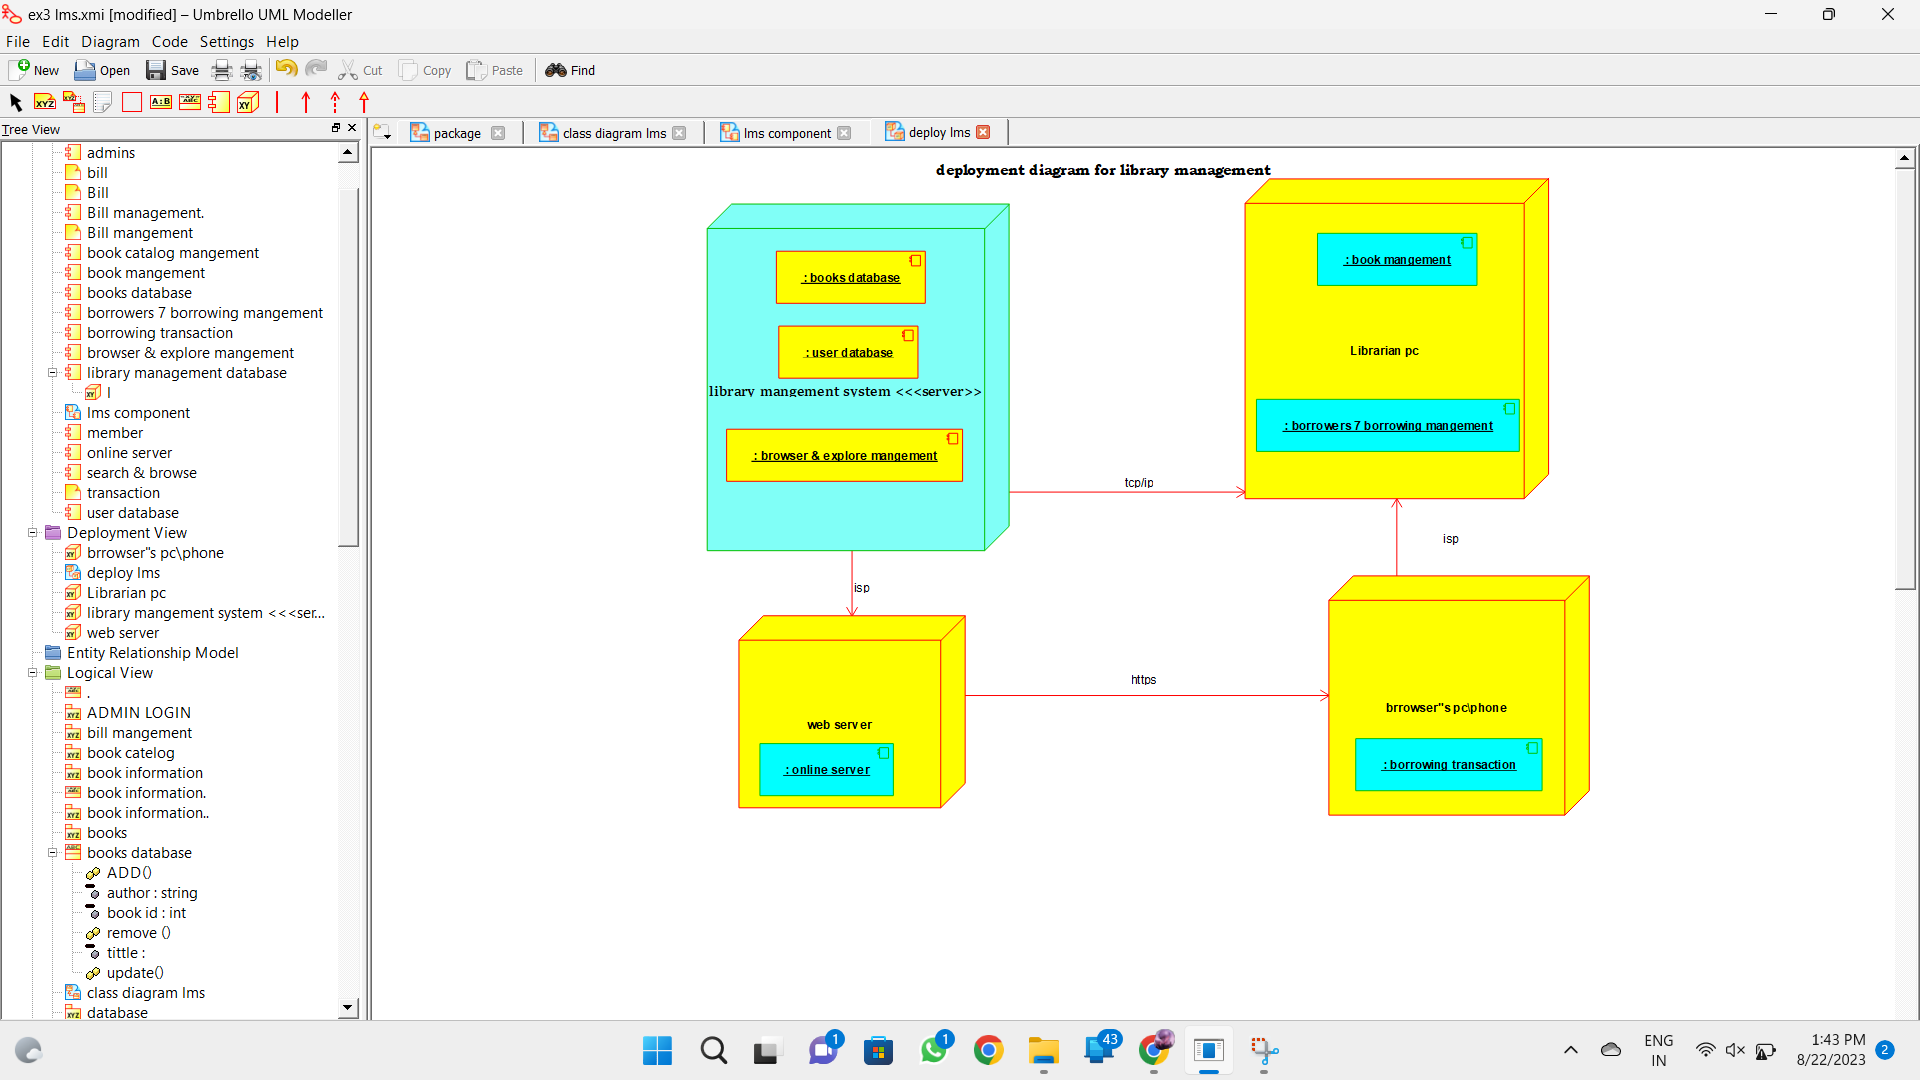 ex3 lms.xmi [modified] – Umbrello UML Modeller
File Edit Diagram Code Settings Help
New Open Save Cut Copy Paste Find
XYZ XYZ A:B ABC XY
Tree View
package class diagram lms lms component deploy lms
admins
bill
Bill
Bill management.
Bill mangement
book catalog mangement
book mangement
books database
borrowers 7 borrowing mangement
borrowing transaction
browser & explore mangement
library management database
l
lms component
member
online server
search & browse
transaction
user database
Deployment View
brrowser"s pc\phone
deploy lms
Librarian pc
library mangement system <<<ser...
web server
Entity Relationship Model
Logical View
.
ADMIN LOGIN
bill mangement
book catelog
book information
book information.
book information..
books
books database
ADD()
author : string
book id : int
remove ()
tittle :
update()
class diagram lms
database
deployment diagram for library management
: books database
: user database
library mangement system <<<server>>
: browser & explore mangement
: book mangement
Librarian pc
: borrowers 7 borrowing mangement
tcp/ip
isp
isp
https
web server
: online server
brrowser"s pc\phone
: borrowing transaction
1
1
43
ENG
IN
1:43 PM
8/22/2023
2